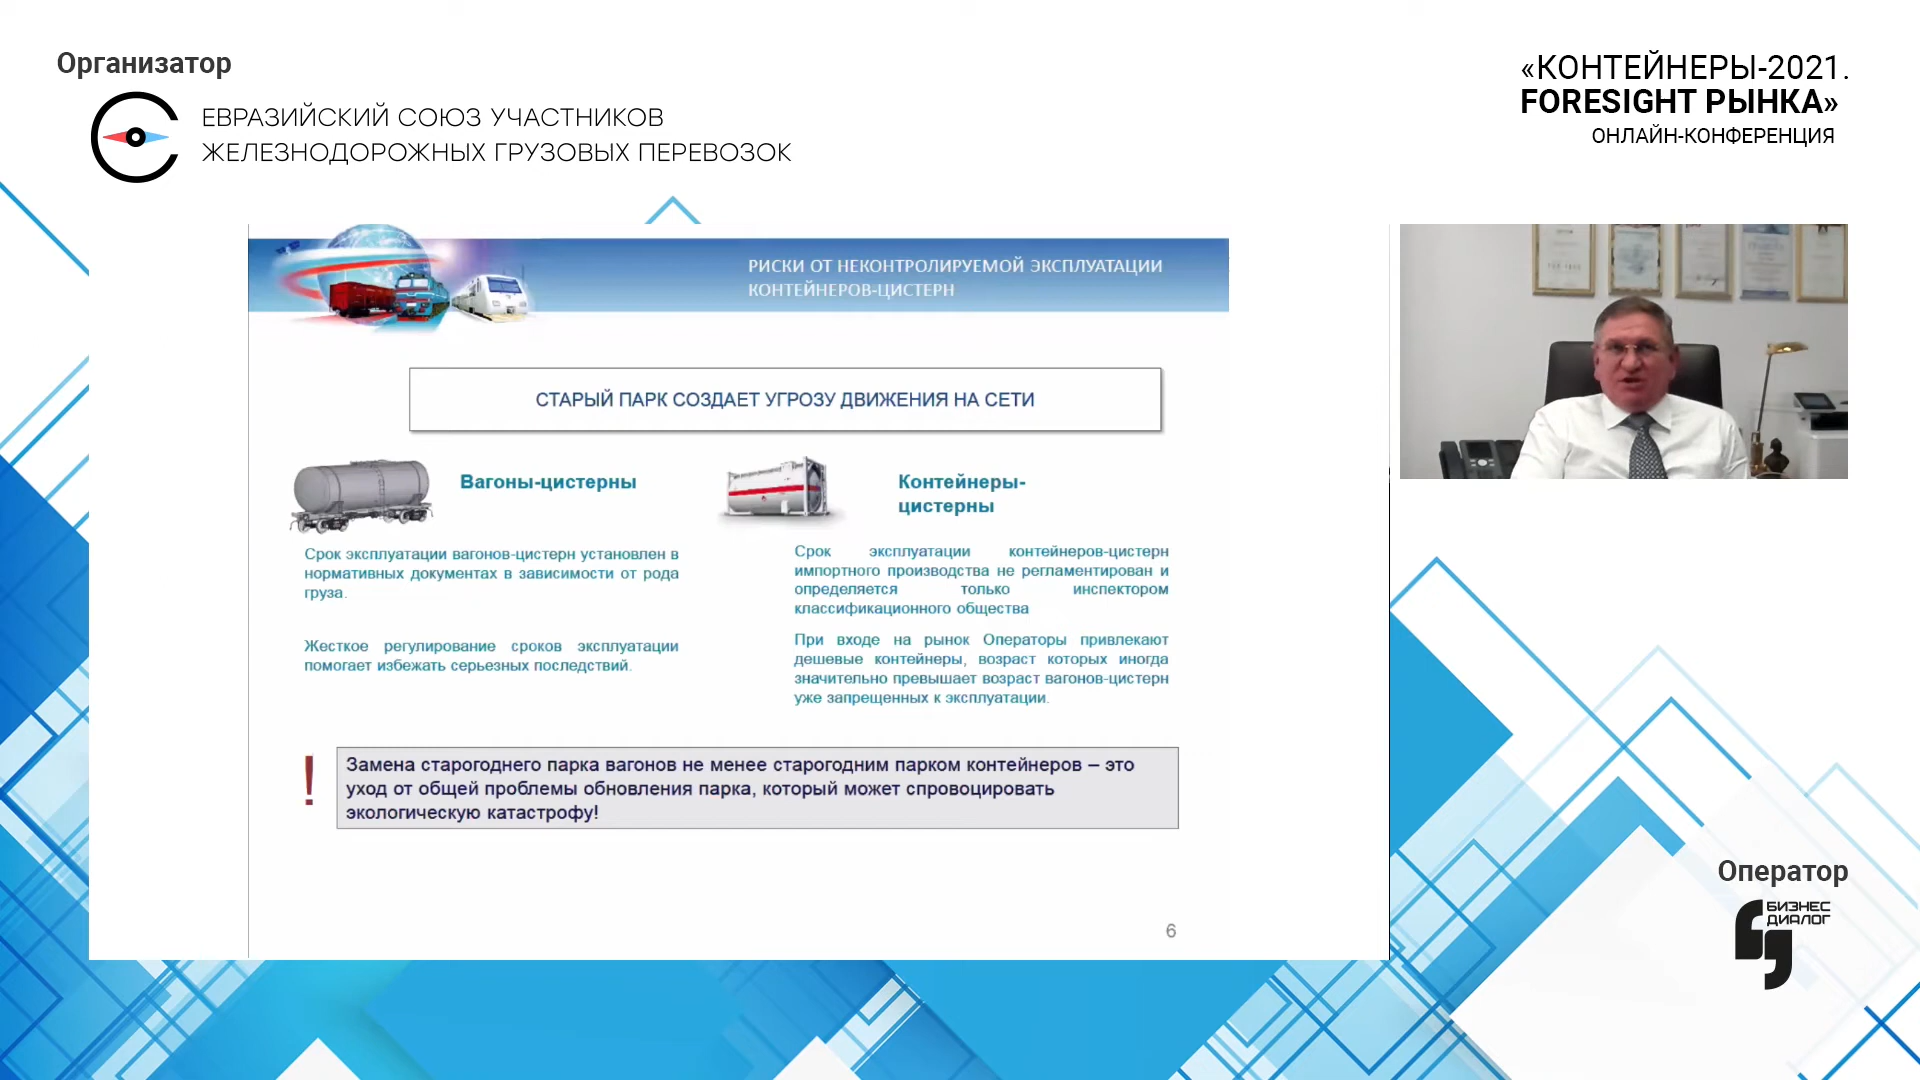 Организатор
ЕВРАЗИЙСКИЙ СОЮЗ УЧАСТНИКОВ
ЖЕЛЕЗНОДОРОЖНЫХ ГРУЗОВЫХ ПЕРЕВОЗОК
«КОНТЕЙНЕРЫ-2021.
FORESIGHT РЫНКА»
ОНЛАЙН-КОНФЕРЕНЦИЯ
РИСКИ ОТ НЕКОНТРОЛИРУЕМОЙ ЭКСПЛУАТАЦИИ
КОНТЕЙНЕРОВ-ЦИСТЕРН
СТАРЫЙ ПАРК СОЗДАЕТ УГРОЗУ ДВИЖЕНИЯ НА СЕТИ
Вагоны-цистерны
Срок эксплуатации вагонов-цистерн установлен в
нормативных документах в зависимости от рода
груза.
Жесткое регулирование сроков эксплуатации
помогает избежать серьезных последствий.
Контейнеры-
цистерны
Срок эксплуатации контейнеров-цистерн
импортного производства не регламентирован и
определяется только инспектором
классификационного общества
При входе на рынок Операторы привлекают
дешевые контейнеры, возраст которых иногда
значительно превышает возраст вагонов-цистерн
уже запрещенных к эксплуатации.
! Замена старогоднего парка вагонов не менее старогодним парком контейнеров – это
уход от общей проблемы обновления парка, который может спровоцировать
экологическую катастрофу!
6
Оператор
БИЗНЕС
ДИАЛОГ